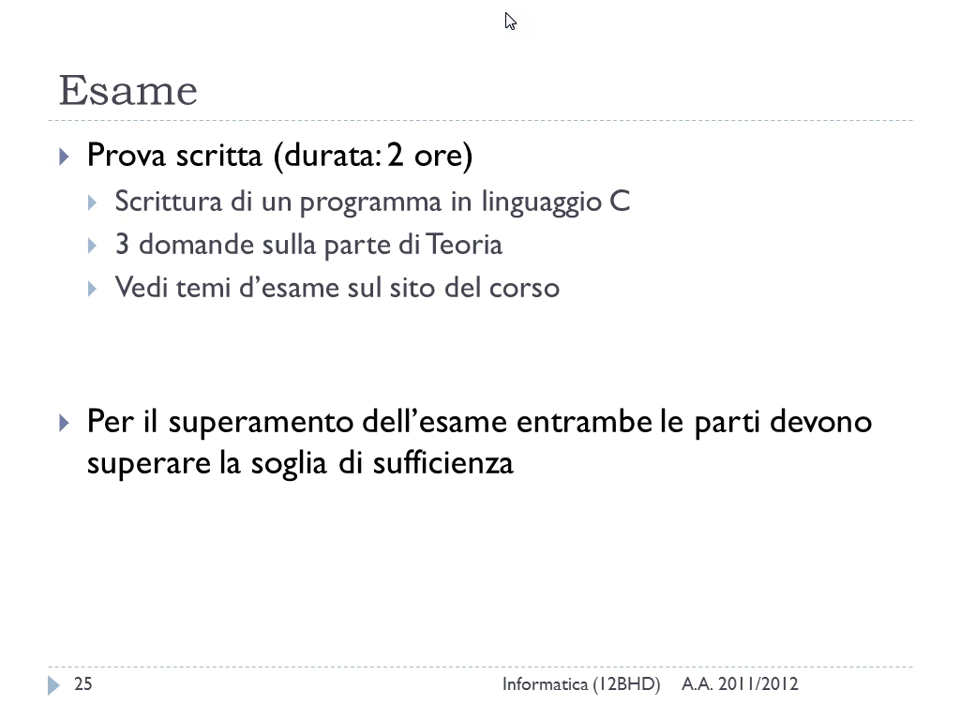 Esame
Prova scritta (durata: 2 ore)
Scrittura di un programma in linguaggio C
3 domande sulla parte di Teoria
Vedi temi d’esame sul sito del corso
Per il superamento dell’esame entrambe le parti devono
superare la soglia di sufficienza
25 Informatica (12BHD) A.A. 2011/2012